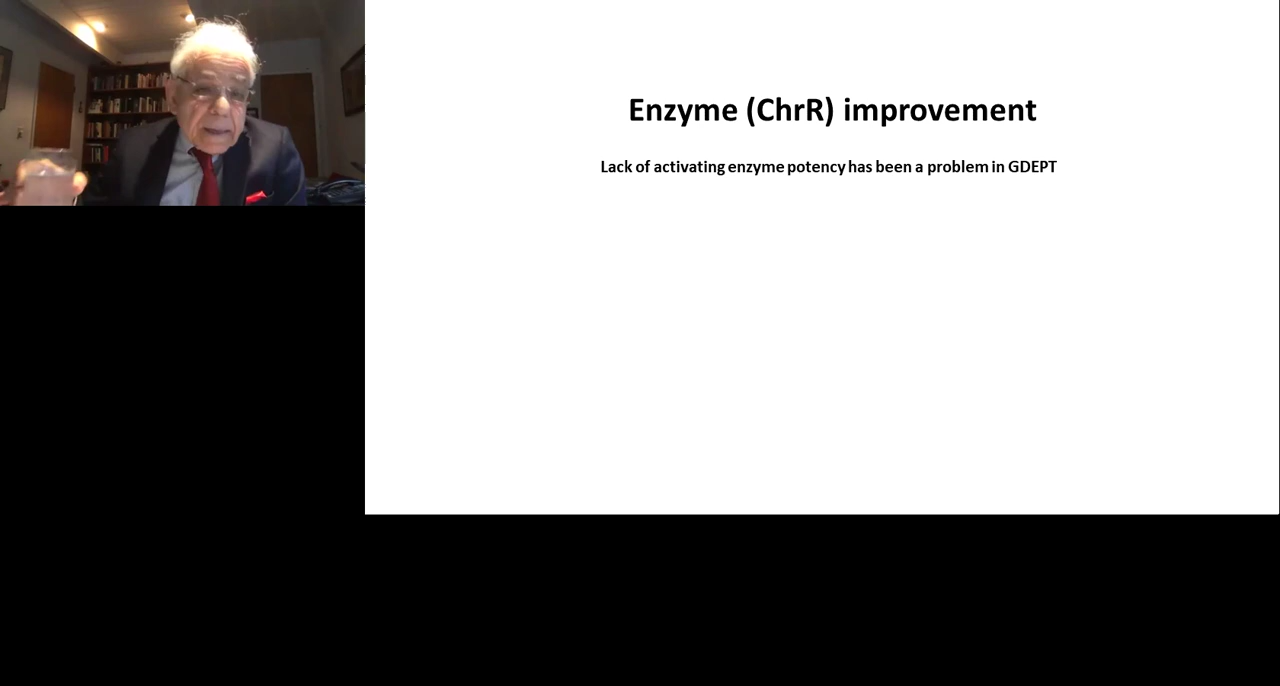 Enzyme (ChrR) improvement
Lack of activating enzyme potency has been a problem in GDEPT